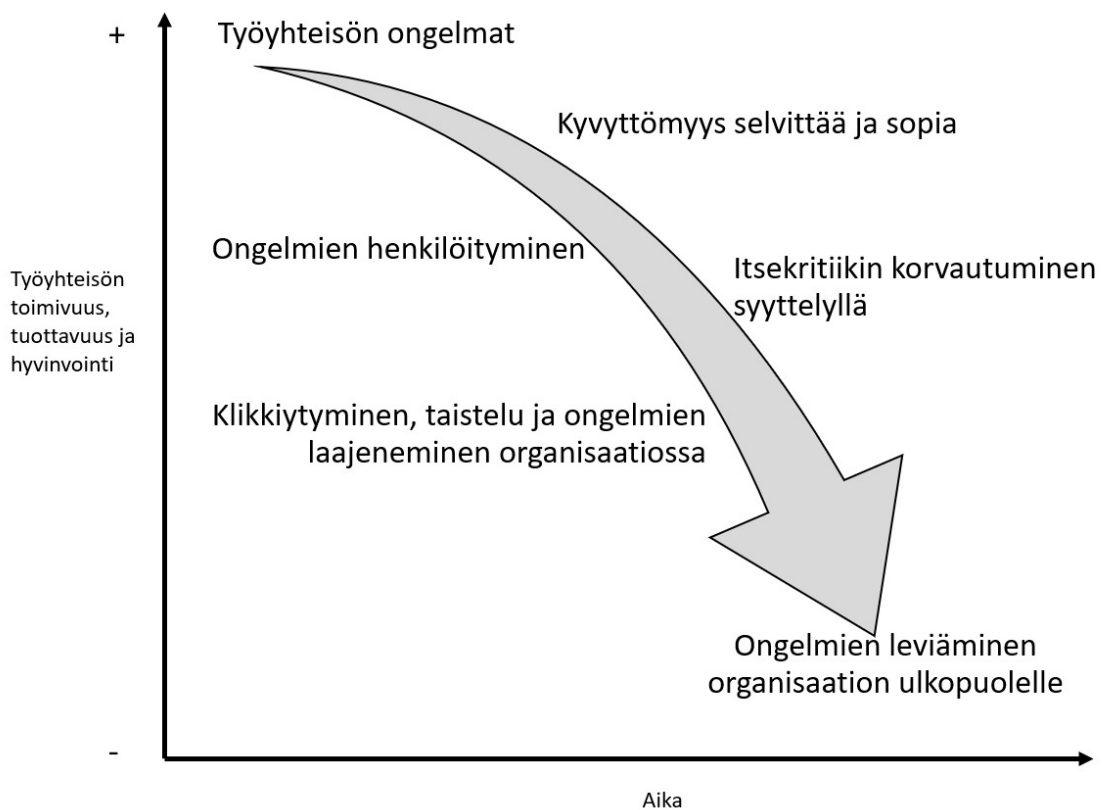 +
Työyhteisön ongelmat
Kyvyttömyys selvittää ja sopia
Ongelmien henkilöityminen
Itsekritiikin korvautuminen
syyttelyllä
Työyhteisön
toimivuus,
tuottavuus ja
hyvinvointi
Klikkiytyminen, taistelu ja ongelmien
laajeneminen organisaatiossa
Ongelmien leviäminen
organisaation ulkopuolelle
-
Aika